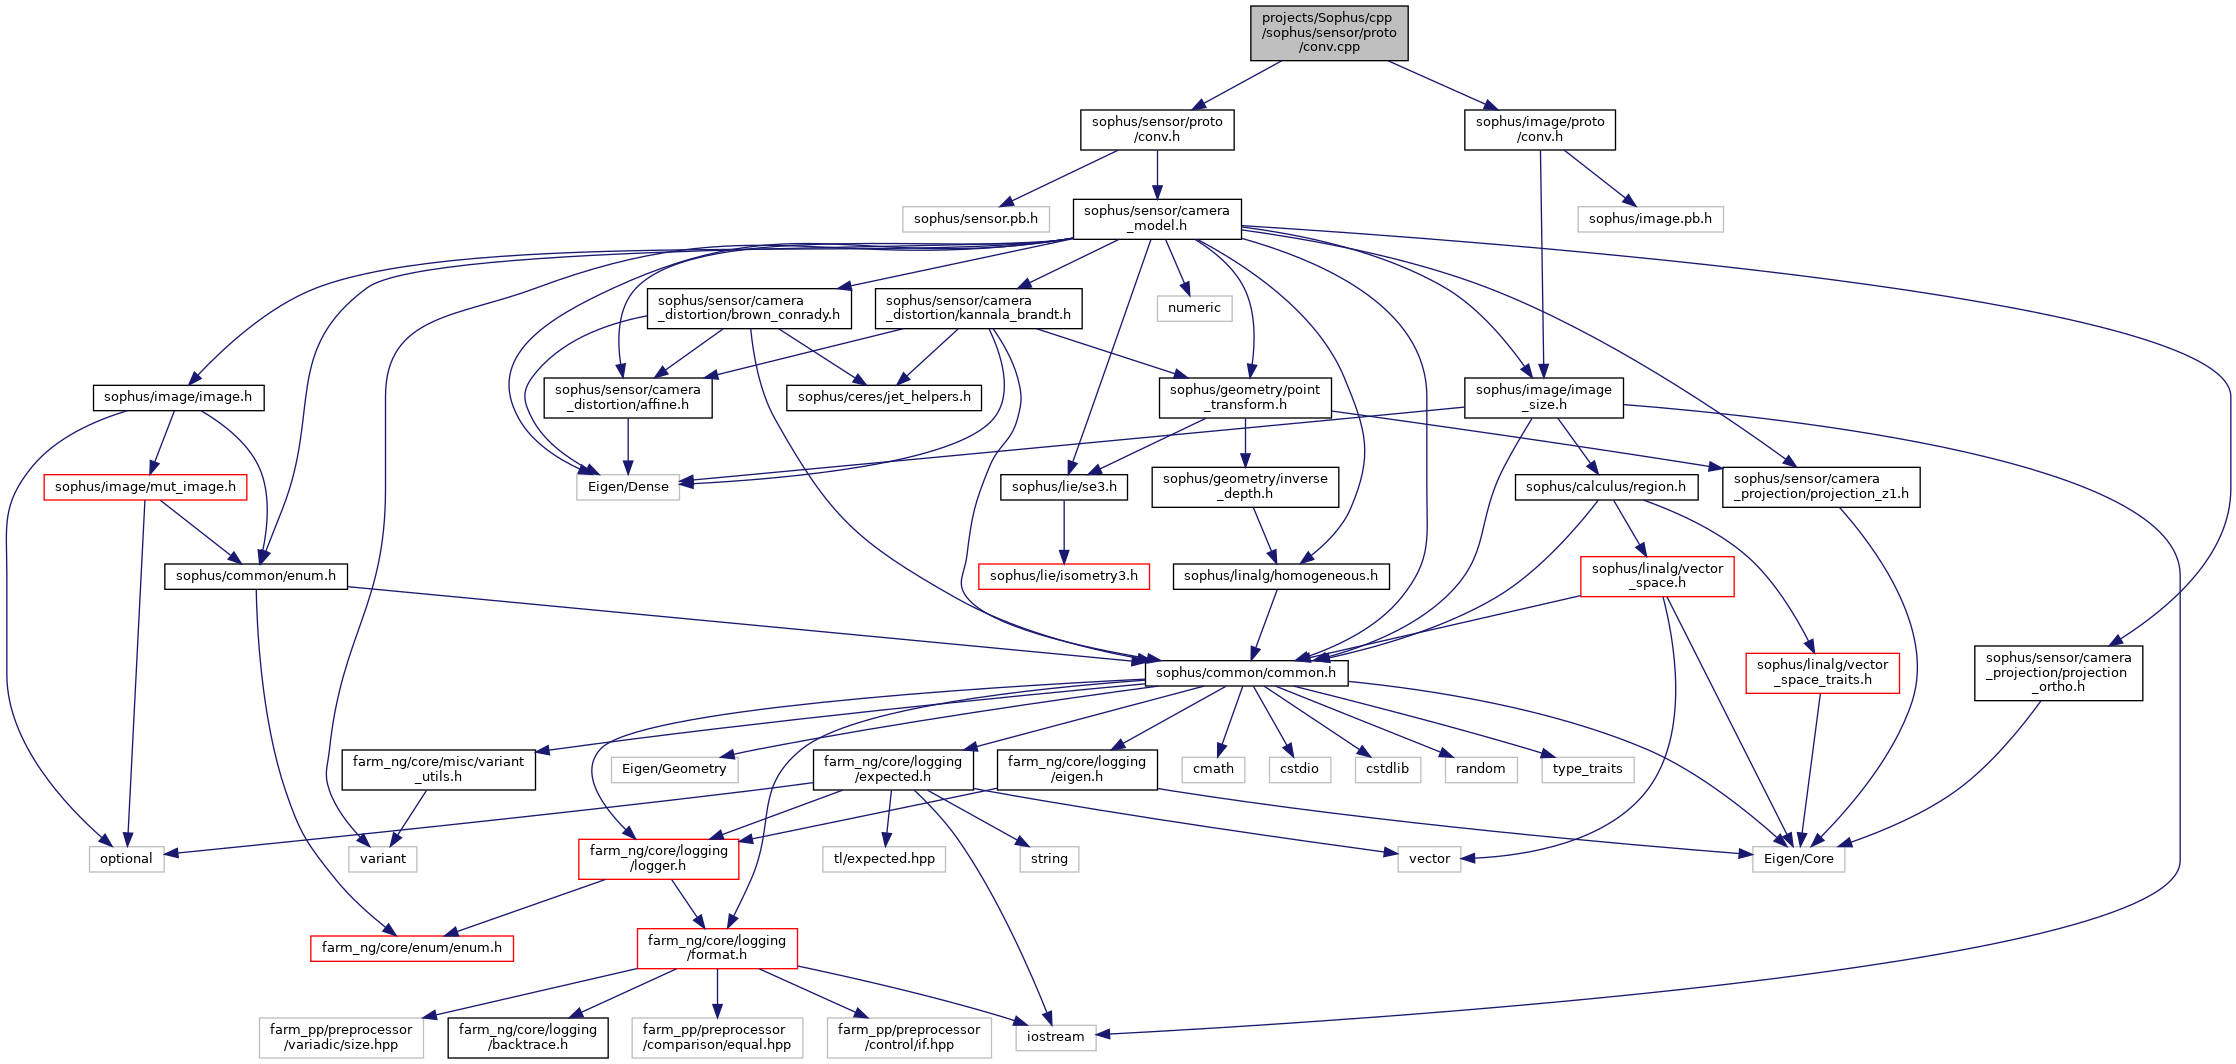 projects/Sophus/cpp
/sophus/sensor/proto
/conv.cpp
sophus/sensor/proto
/conv.h
sophus/image/proto
/conv.h
sophus/sensor.pb.h
sophus/sensor/camera
_model.h
sophus/image.pb.h
sophus/sensor/camera
_distortion/brown_conrady.h
sophus/sensor/camera
_distortion/kannala_brandt.h
numeric
sophus/image/image.h
sophus/sensor/camera
_distortion/affine.h
sophus/ceres/jet_helpers.h
sophus/geometry/point
_transform.h
sophus/image/image
_size.h
sophus/image/mut_image.h
Eigen/Dense
sophus/lie/se3.h
sophus/geometry/inverse
_depth.h
sophus/calculus/region.h
sophus/sensor/camera
_projection/projection_z1.h
sophus/common/enum.h
sophus/lie/isometry3.h
sophus/linalg/homogeneous.h
sophus/linalg/vector
_space.h
sophus/common/common.h
sophus/linalg/vector
_space_traits.h
sophus/sensor/camera
_projection/projection
_ortho.h
farm_ng/core/misc/variant
_utils.h
Eigen/Geometry
farm_ng/core/logging
/expected.h
farm_ng/core/logging
/eigen.h
cmath
cstdio
cstdlib
random
type_traits
optional
variant
farm_ng/core/logging
/logger.h
tl/expected.hpp
string
vector
Eigen/Core
farm_ng/core/enum/enum.h
farm_ng/core/logging
/format.h
farm_pp/preprocessor
/variadic/size.hpp
farm_ng/core/logging
/backtrace.h
farm_pp/preprocessor
/comparison/equal.hpp
farm_pp/preprocessor
/control/if.hpp
iostream